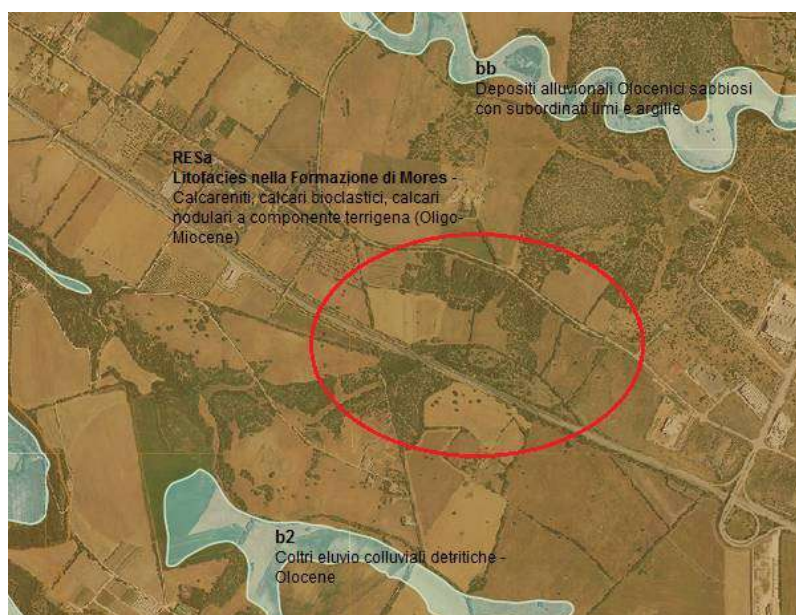 bb
Depositi alluvionali Olocenici sabbiosi
con subordinati limi e argille
RESa
Litofacies nella Formazione di Mores -
Calcareniti, calcari bioclastici, calcari
nodulari a componente terrigena (Oligo-
Miocene)
b2
Coltri eluvio colluviali detritiche -
Olocene